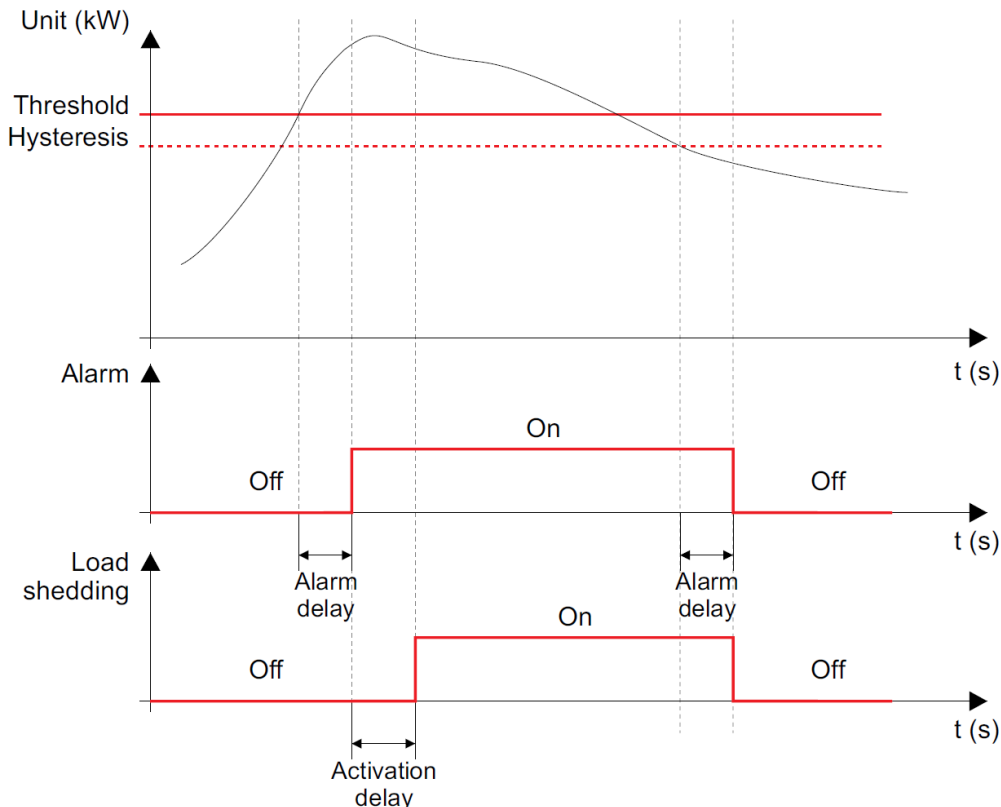 Unit (kW)
Threshold
Hysteresis
t (s)
Alarm
On
Off
Off
t (s)
Alarm
delay
Alarm
delay
Load
shedding
On
Off
Off
t (s)
Activation
delay